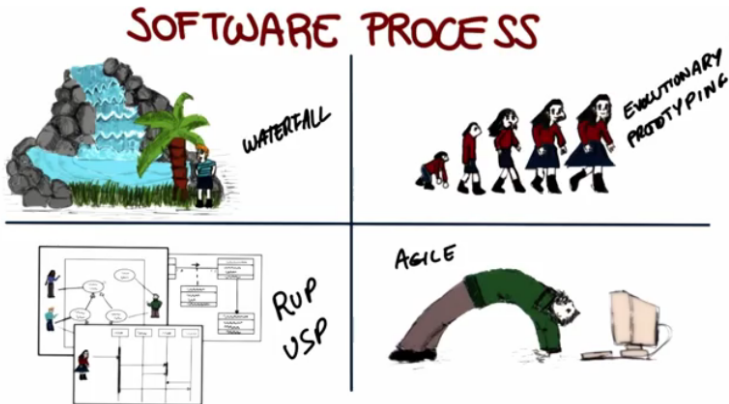 SOFTWARE PROCESS
WATERFALL
EVOLUTIONARY
PROTOTYPING
RUP
USP
AGILE